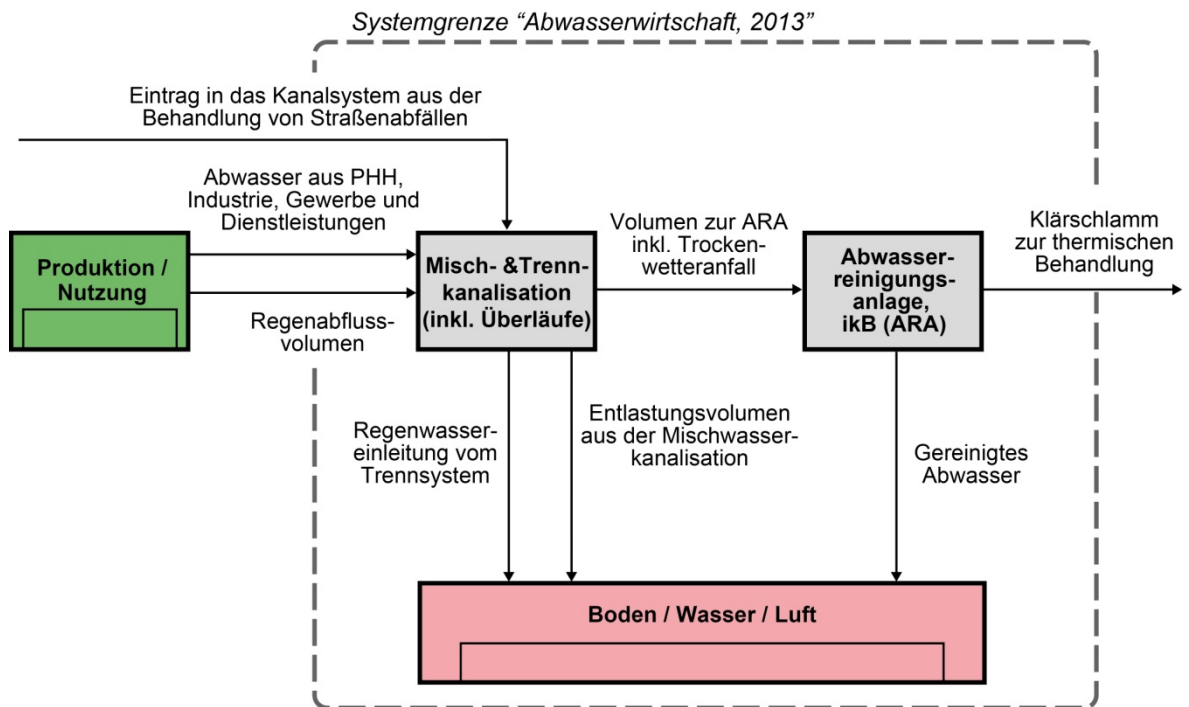 Systemgrenze “Abwasserwirtschaft, 2013”
Eintrag in das Kanalsystem aus der
Behandlung von Straßenabfällen
Abwasser aus PHH,
Industrie, Gewerbe und
Dienstleistungen
Produktion /
Nutzung
Regenabfluss-
volumen
Misch- &Trenn-
kanalisation
(inkl. Überläufe)
Volumen zur ARA
inkl. Trocken-
wetteranfall
Abwasser-
reinigungs-
anlage,
ikB (ARA)
Klärschlamm
zur thermischen
Behandlung
Regenwasser-
einleitung vom
Trennsystem
Entlastungsvolumen
aus der Mischwasser-
kanalisation
Gereinigtes
Abwasser
Boden / Wasser / Luft